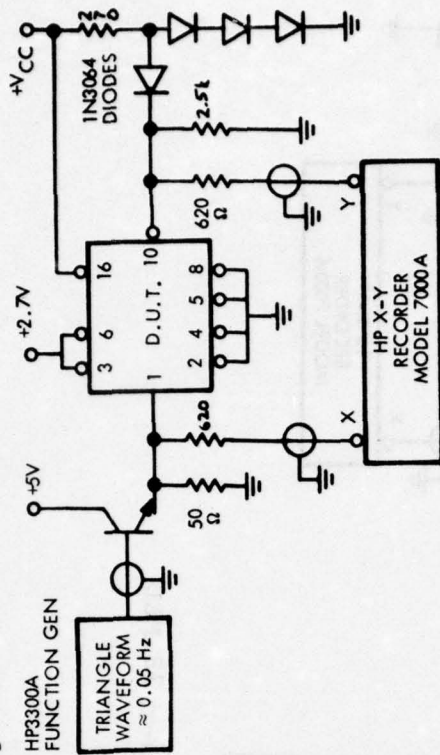 HP3300A
FUNCTION GEN
TRIANGLE
WAVEFORM
≈ 0.05 Hz
+5V
50
Ω
620
+2.7V
3
6
16
1
D.U.T.
10
2
4
5
8
+VCC
270
1N3064
DIODES
2.5k
620
Ω
X
Y
HP X-Y
RECORDER
MODEL 7000A